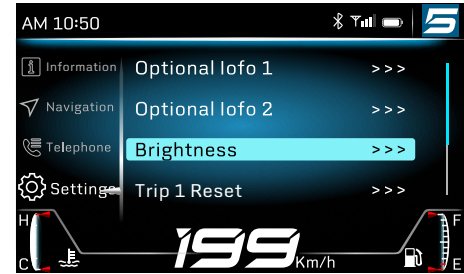 AM 10:50
Information
Optional Iofo 1 >>>
Navigation
Optional Iofo 2 >>>
Telephone
Brightness >>>
Settings
Trip 1 Reset >>>
H
F
199 Km/h
C
E